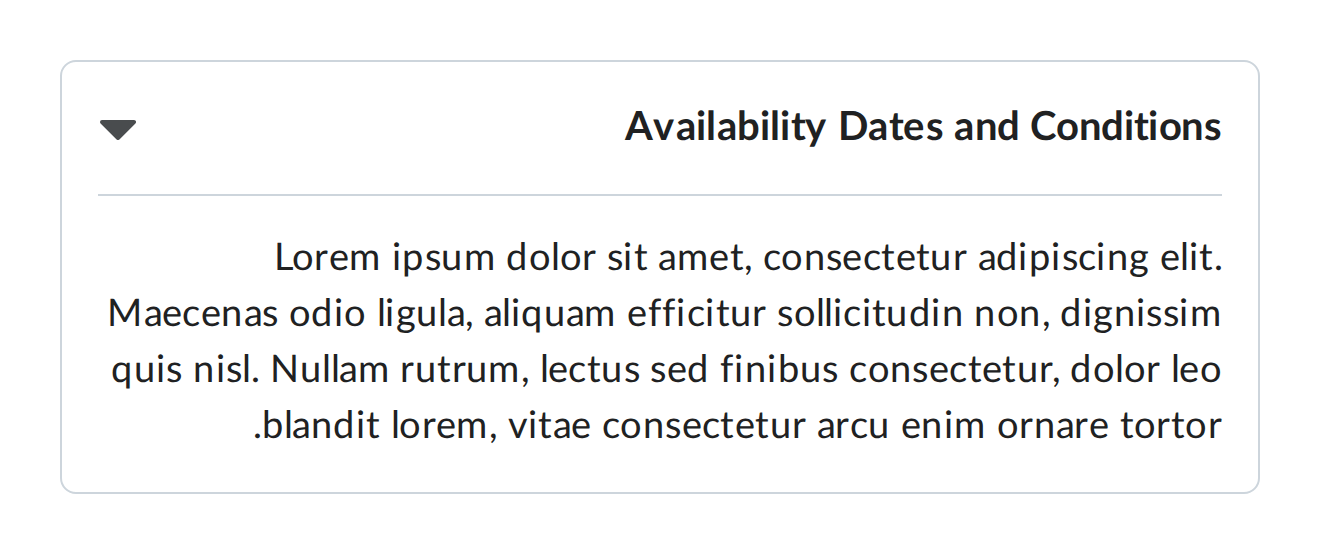 Availability Dates and Conditions
Lorem ipsum dolor sit amet, consectetur adipiscing elit.
Maecenas odio ligula, aliquam efficitur sollicitudin non, dignissim
quis nisl. Nullam rutrum, lectus sed finibus consectetur, dolor leo
.blandit lorem, vitae consectetur arcu enim ornare tortor